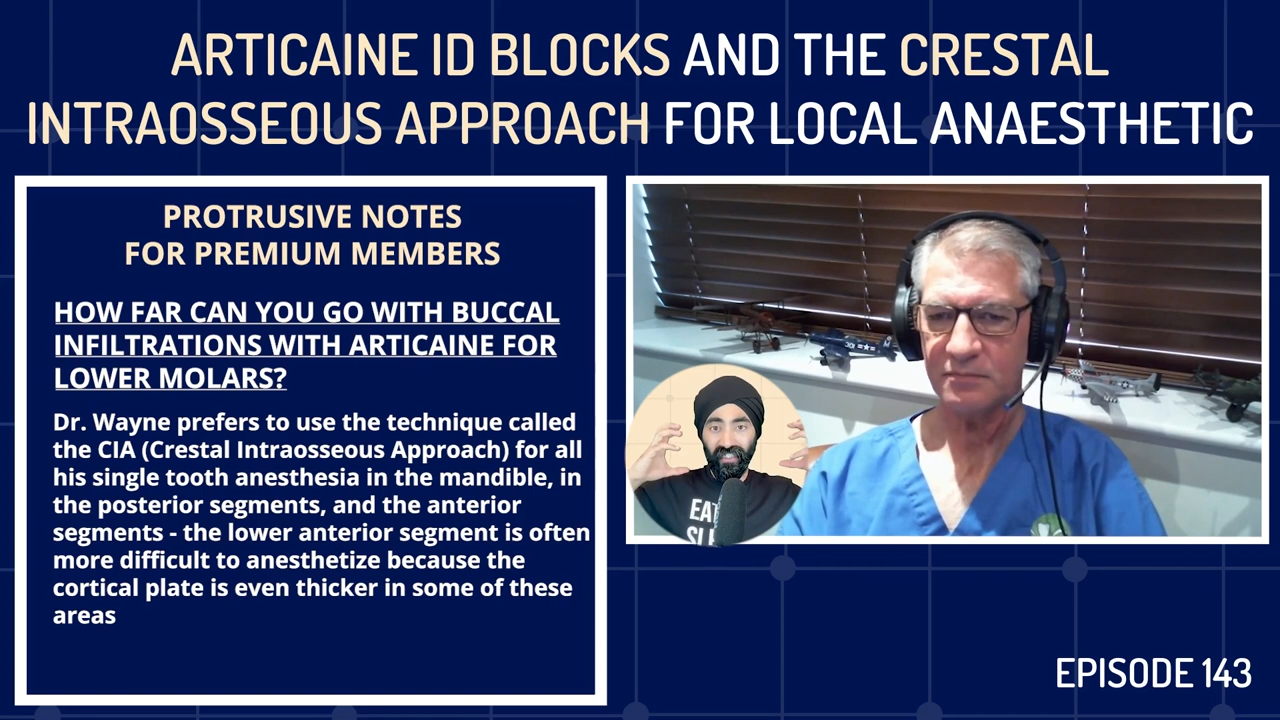 ARTICAINE ID BLOCKS AND THE CRESTAL
INTRAOSSEOUS APPROACH FOR LOCAL ANAESTHETIC
PROTRUSIVE NOTES
FOR PREMIUM MEMBERS
HOW FAR CAN YOU GO WITH BUCCAL
INFILTRATIONS WITH ARTICAINE FOR
LOWER MOLARS?
Dr. Wayne prefers to use the technique called
the CIA (Crestal Intraosseous Approach) for all
his single tooth anesthesia in the mandible, in
the posterior segments, and the anterior
segments - the lower anterior segment is often
more difficult to anesthetize because the
cortical plate is even thicker in some of these
areas
EAT
EPISODE 143